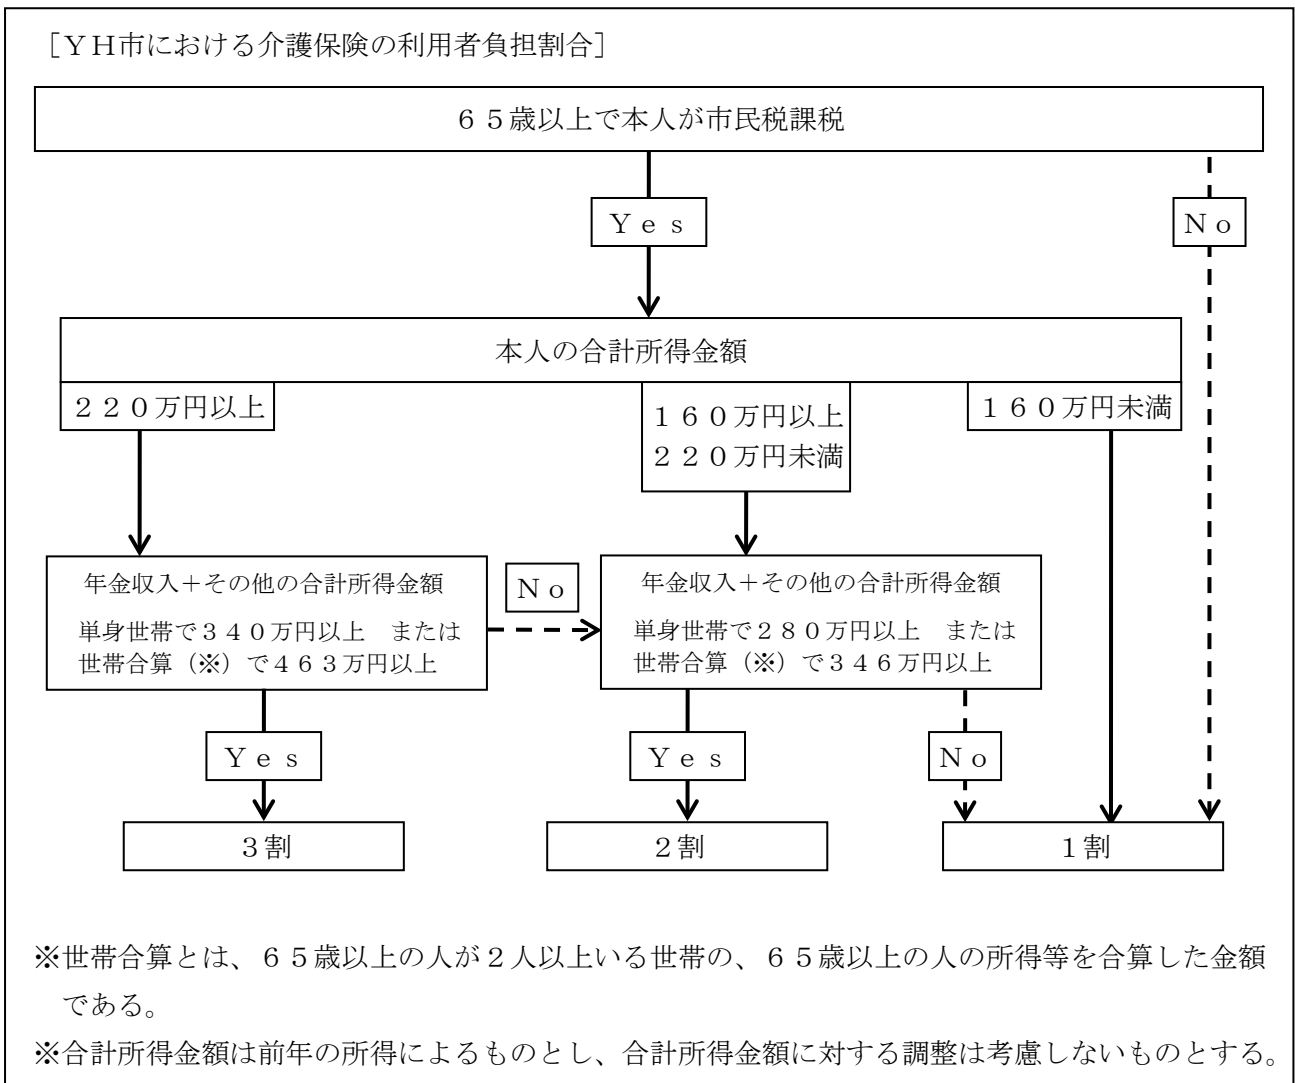 ［ＹＨ市における介護保険の利用者負担割合］
６５歳以上で本人が市民税課税
Ｙｅｓ
Ｎｏ
本人の合計所得金額
２２０万円以上
１６０万円以上
２２０万円未満
１６０万円未満
年金収入＋その他の合計所得金額
単身世帯で３４０万円以上　または
世帯合算（※）で４６３万円以上
Ｎｏ
年金収入＋その他の合計所得金額
単身世帯で２８０万円以上　または
世帯合算（※）で３４６万円以上
Ｙｅｓ
Ｙｅｓ
Ｎｏ
３割
２割
１割
※世帯合算とは、６５歳以上の人が２人以上いる世帯の、６５歳以上の人の所得等を合算した金額
である。
※合計所得金額は前年の所得によるものとし、合計所得金額に対する調整は考慮しないものとする。